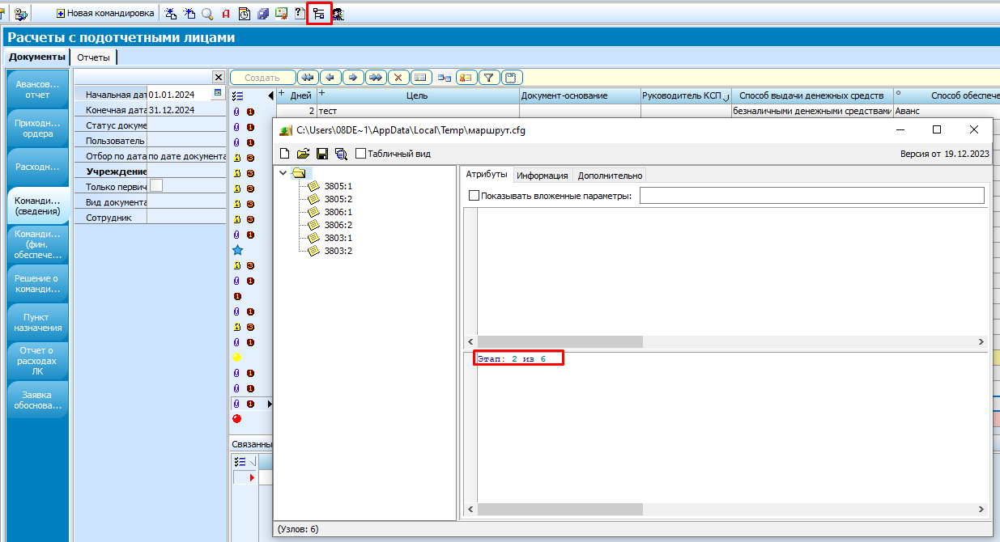 Новая командировка
Расчеты с подотчетными лицами
Документы
Отчеты
Авансов...
отчет
Приходн...
ордера
Расходн...
Команди...
(сведения)
Команди...
(фин.
обеспече...
Решение о
команди...
Пункт
назначения
Отчет о
расходах
ЛК
Заявка
обоснова...
Начальная дат 01.01.2024
Конечная дата 31.12.2024
Статус докуме
Пользователь
Отбор по дата по дате документа
Учреждение
Только первич
Вид документа
Сотрудник
Создать
Дней
Цель
Документ-основание
Руководитель КСП
Способ выдачи денежных средств
Способ обеспече
2 тест
безналичными денежными средствами
Аванс
C:\Users\08DE~1\AppData\Local\Temp\маршрут.cfg
Табличный вид
Версия от 19.12.2023
3805:1
3805:2
3806:1
3806:2
3803:1
3803:2
Атрибуты
Информация
Дополнительно
Показывать вложенные параметры:
Этап: 2 из 6
Связанны
(Узлов: 6)